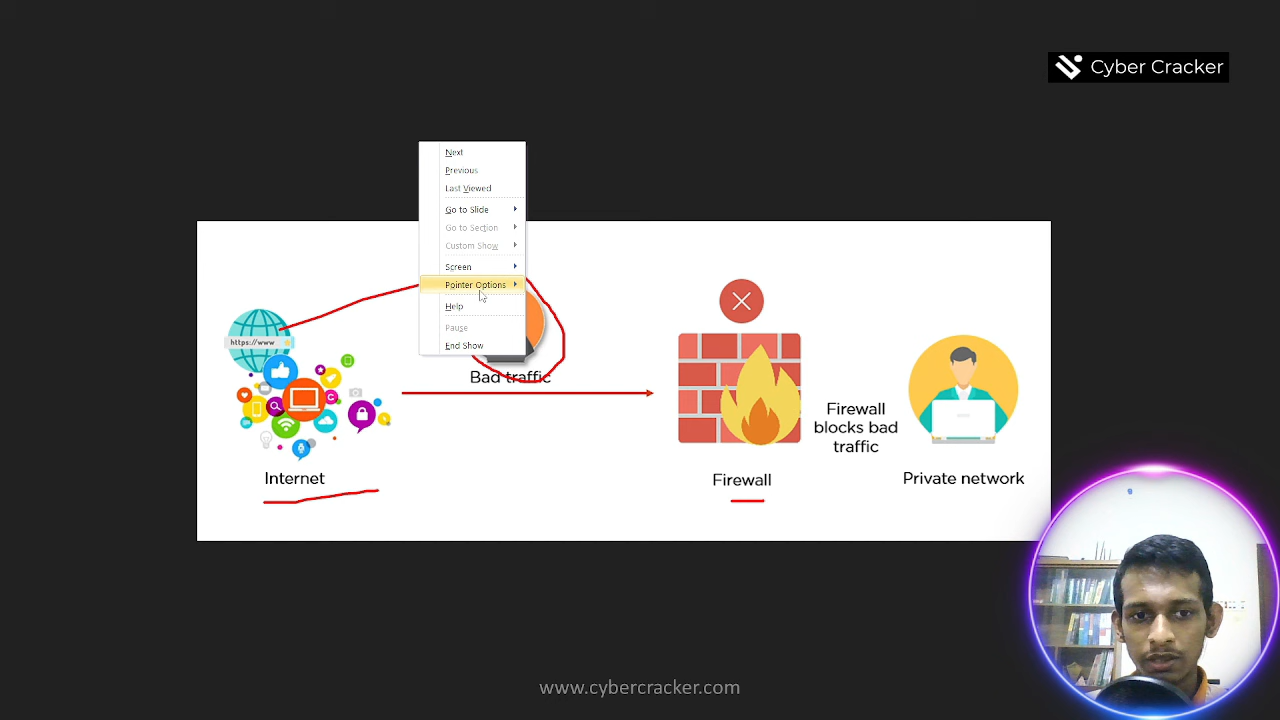 Cyber Cracker
Next
Previous
Last Viewed
Go to Slide
Go to Section
Custom Show
Screen
Pointer Options
Help
Pause
End Show
https://www
Bad traffic
Internet
Firewall
Firewall
blocks bad
traffic
Private network
www.cybercracker.com